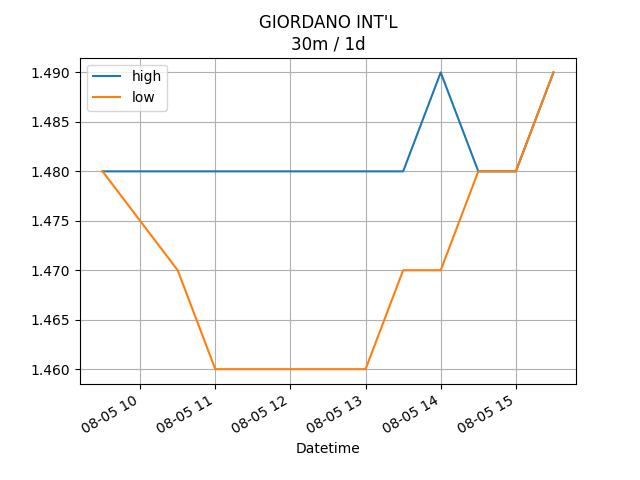 GIORDANO INT'L
30m / 1d
high
low
1.490
1.485
1.480
1.475
1.470
1.465
1.460
08-05 10
08-05 11
08-05 12
08-05 13
08-05 14
08-05 15
Datetime